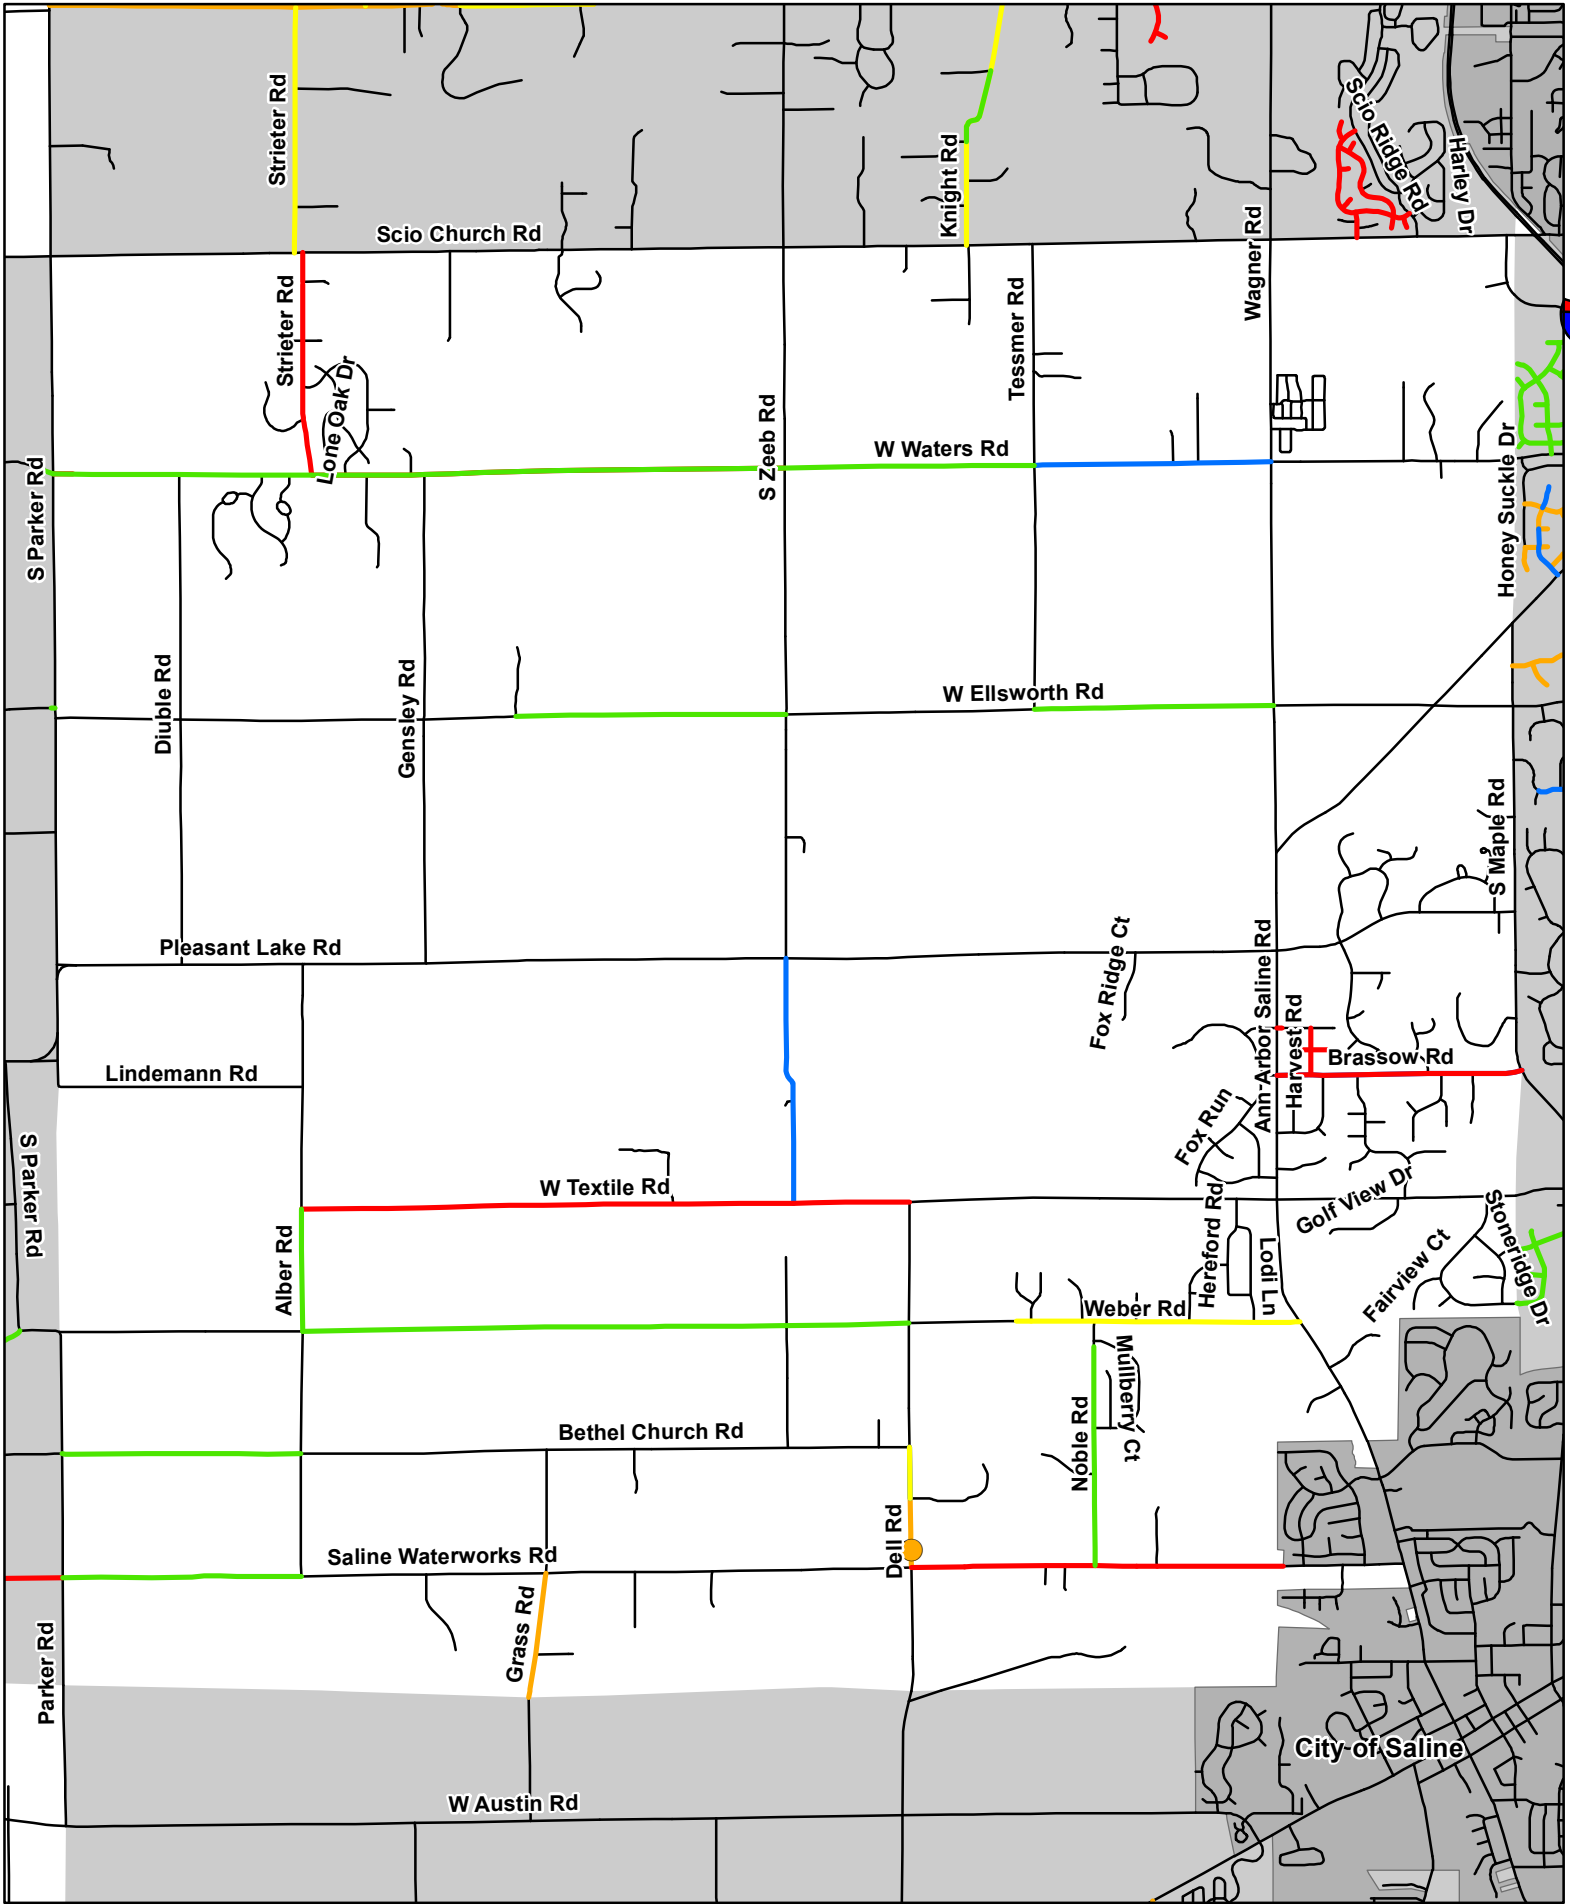 Strieter Rd
Scio Ridge Rd
Harley Dr
Knight Rd
Scio Church Rd
Wagner Rd
Strieter Rd
Tessmer Rd
Lone Oak Dr
S Zeeb Rd
W Waters Rd
Honey Suckle Dr
S Parker Rd
Diuble Rd
Gensley Rd
W Ellsworth Rd
S Maple Rd
Pleasant Lake Rd
Fox Ridge Ct
Ann Arbor Saline Rd
Harvest Rd
Brassow Rd
Lindemann Rd
Fox Run
S Parker Rd
W Textile Rd
Golf View Dr
Hereford Rd
Lodi Ln
Stoneridge Dr
Fairview Ct
Alber Rd
Weber Rd
Mullberry Ct
Noble Rd
Bethel Church Rd
Dell Rd
Saline Waterworks Rd
Grass Rd
Parker Rd
City of Saline
W Austin Rd